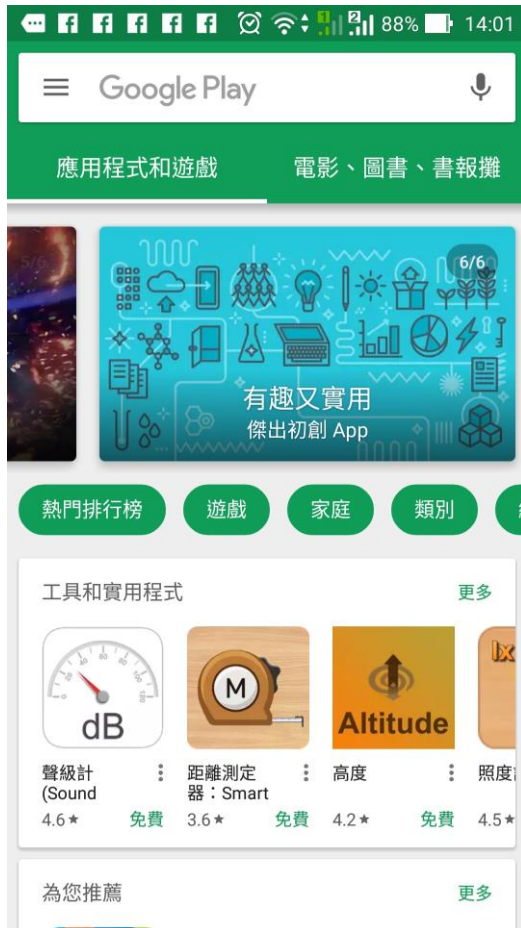 88% 14:01
Google Play
應用程式和遊戲 電影、圖書、書報攤
5/6
6/6
有趣又實用
傑出初創 App
熱門排行榜 遊戲 家庭 類別
工具和實用程式 更多
dB
M
Altitude
lx
聲級計
(Sound
4.6★ 免費
距離測定
器：Smart
3.6★ 免費
高度
4.2★ 免費
照度
4.5★
為您推薦 更多